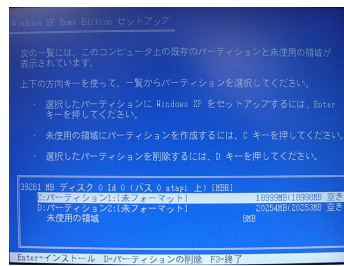 Windows XP Home Edition セットアップ
次の一覧には、このコンピュータ上の既存のパーティションと未使用の領域が
表示されています。
上下の方向キーを使って、一覧からパーティションを選択してください。
・ 選択したパーティションに Windows XP をセットアップするには、Enter
キーを押してください。
・ 未使用の領域にパーティションを作成するには、C キーを押してください。
・ 選択したパーティションを削除するには、D キーを押してください。
39261 MB ディスク 0 Id 0 (バス 0 atapi 上) [MBR]
C:パーティション1:[未フォーマット] 18999MB(18998MB 空き
D:パーティション2:[未フォーマット] 20254MB(20253MB 空き
未使用の領域 8MB
Enter=インストール D=パーティションの削除 F3=終了